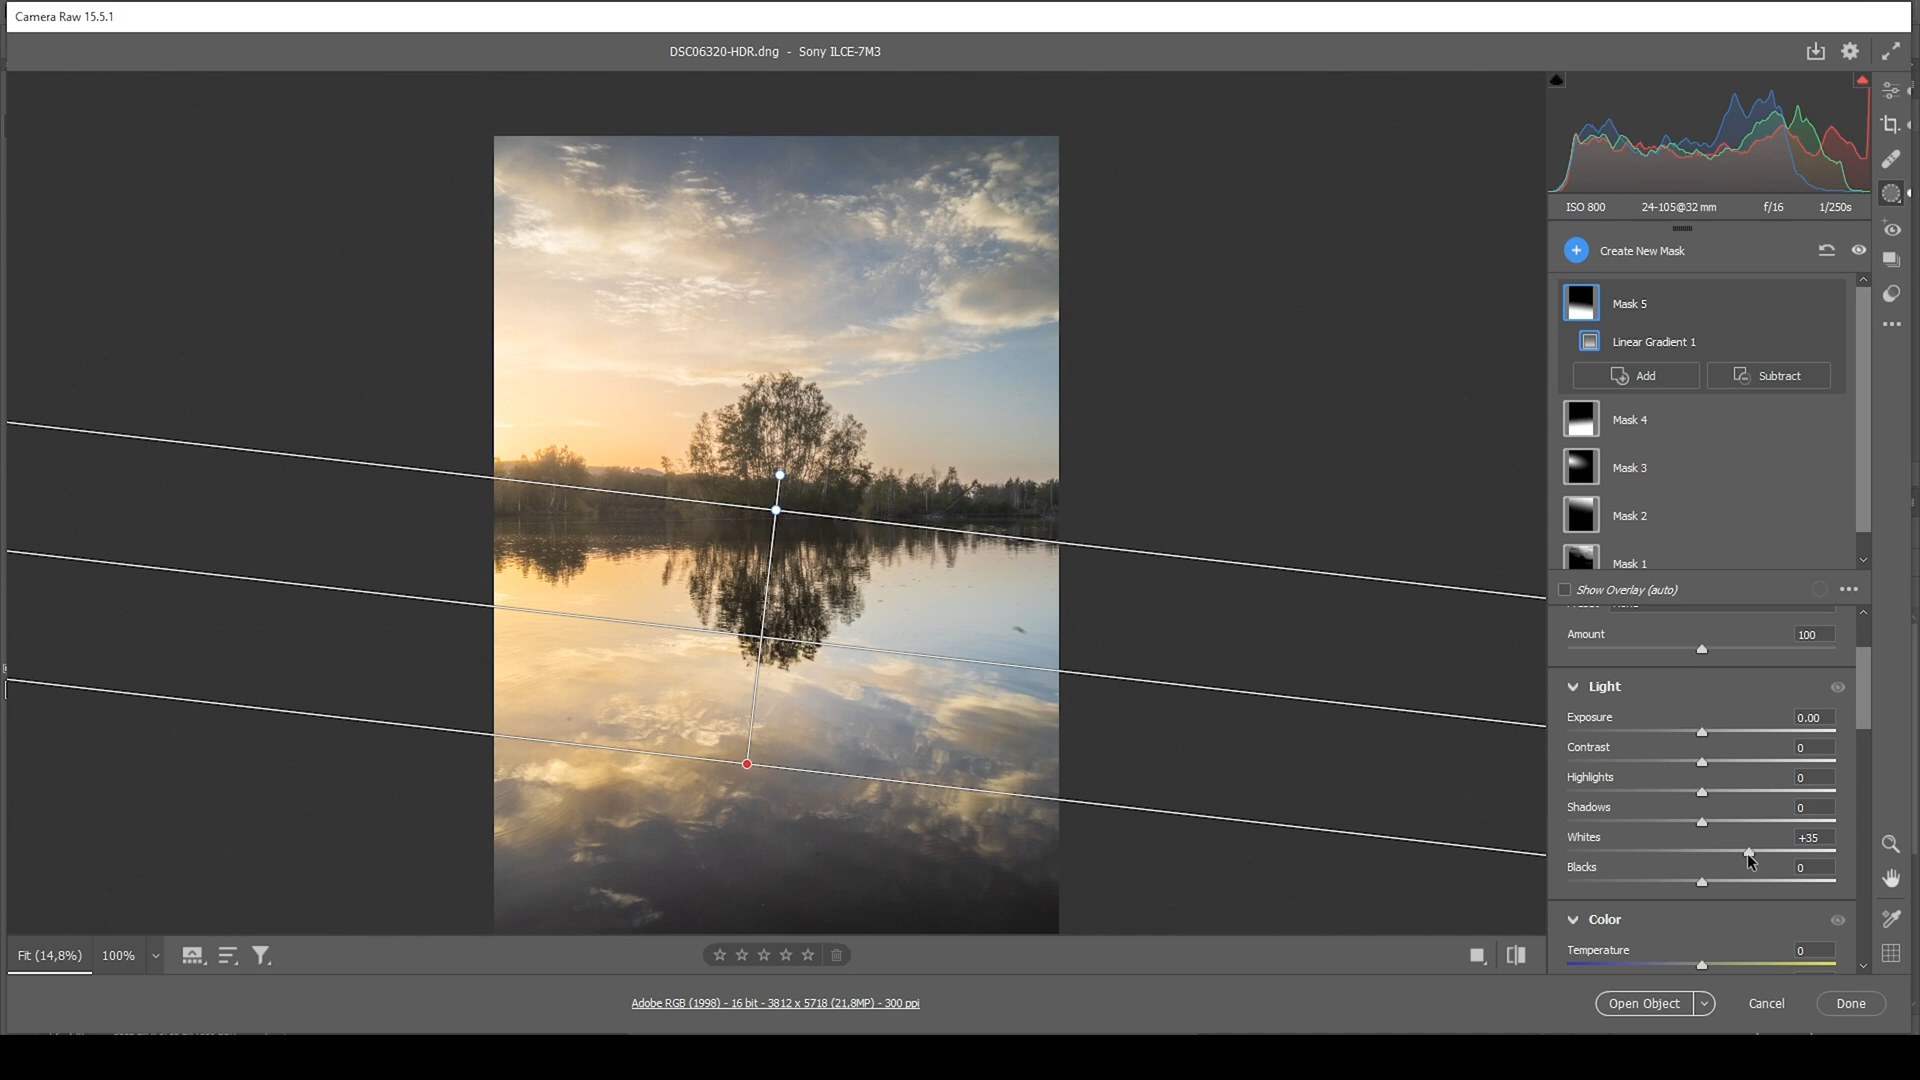 Camera Raw 15.5.1
DSC06320-HDR.dng - Sony ILCE-7M3
ISO 800 24-105@32 mm f/16 1/250s
Create New Mask
Mask 5
Linear Gradient 1
Add Subtract
Mask 4
Mask 3
Mask 2
Mask 1
Show Overlay (auto)
Amount 100
Light
Exposure 0.00
Contrast 0
Highlights 0
Shadows 0
Whites +35
Blacks 0
Color
Temperature 0
Fit (14,8%) 100%
Adobe RGB (1998) - 16 bit - 3812 x 5718 (21,8MP) - 300 ppi
Open Object Cancel Done